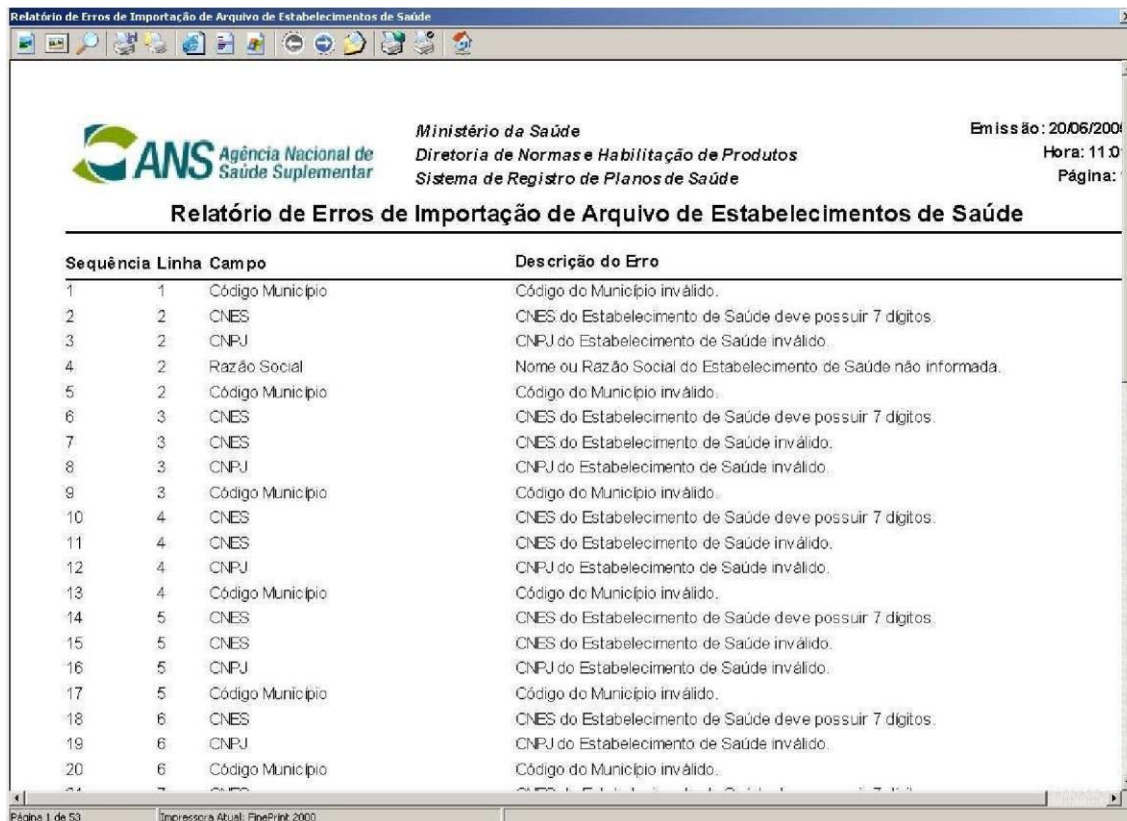 Relatório de Erros de Importação de Arquivo de Estabelecimentos de Saúde
ANS Agência Nacional de Saúde Suplementar
Ministério da Saúde
Diretoria de Normas e Habilitação de Produtos
Sistema de Registro de Planos de Saúde
Emissão: 20/06/200
Hora: 11:0
Página:
Relatório de Erros de Importação de Arquivo de Estabelecimentos de Saúde
Sequência Linha Campo Descrição do Erro
1 1 Código Município Código do Município inválido.
2 2 CNES CNES do Estabelecimento de Saúde deve possuir 7 dígitos.
3 2 CNPJ CNPJ do Estabelecimento de Saúde inválido.
4 2 Razão Social Nome ou Razão Social do Estabelecimento de Saúde não informada.
5 2 Código Município Código do Município inválido.
6 3 CNES CNES do Estabelecimento de Saúde deve possuir 7 dígitos.
7 3 CNES CNES do Estabelecimento de Saúde inválido.
8 3 CNPJ CNPJ do Estabelecimento de Saúde inválido.
9 3 Código Município Código do Município inválido.
10 4 CNES CNES do Estabelecimento de Saúde deve possuir 7 dígitos.
11 4 CNES CNES do Estabelecimento de Saúde inválido.
12 4 CNPJ CNPJ do Estabelecimento de Saúde inválido.
13 4 Código Município Código do Município inválido.
14 5 CNES CNES do Estabelecimento de Saúde deve possuir 7 dígitos.
15 5 CNES CNES do Estabelecimento de Saúde inválido.
16 5 CNPJ CNPJ do Estabelecimento de Saúde inválido.
17 5 Código Município Código do Município inválido.
18 6 CNES CNES do Estabelecimento de Saúde deve possuir 7 dígitos.
19 6 CNPJ CNPJ do Estabelecimento de Saúde inválido.
20 6 Código Município Código do Município inválido.
Página 1 de 53 Impressora Atual: FinePrint 2000